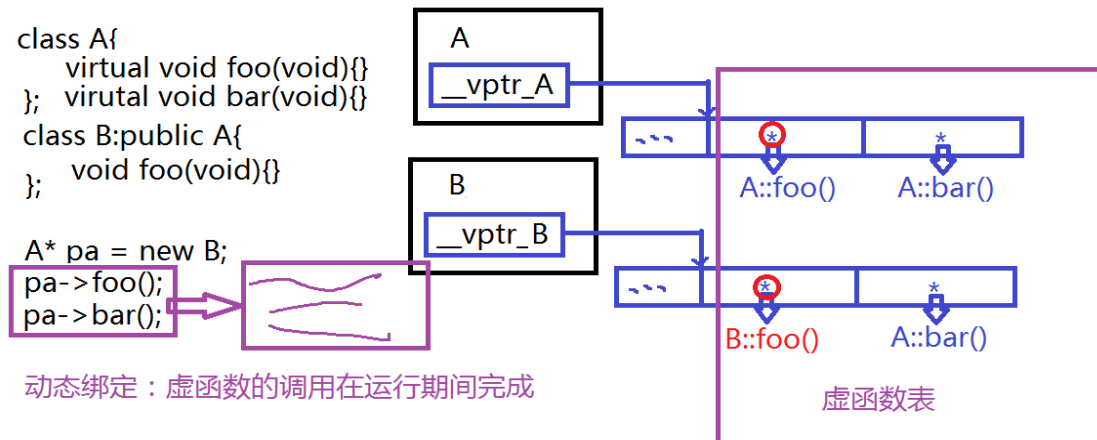 class A{
virtual void foo(void){}
virutal void bar(void){}
};
class B:public A{
void foo(void){}
};
A* pa = new B;
pa->foo();
pa->bar();
动态绑定：虚函数的调用在运行期间完成
A
__vptr_A
*
*
A::foo()
A::bar()
B
__vptr_B
*
*
B::foo()
A::bar()
虚函数表